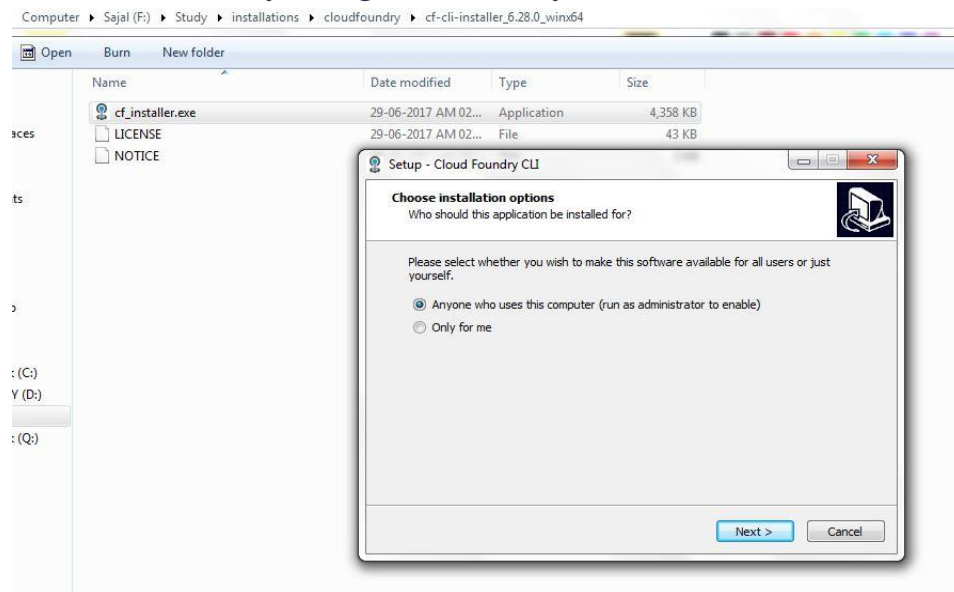 Computer ▸ Sajal (F:) ▸ Study ▸ installations ▸ cloudfoundry ▸ cf-cli-installer_6.28.0_winx64
Open Burn New folder
Name Date modified Type Size
cf_installer.exe 29-06-2017 AM 02... Application 4,358 KB
aces
LICENSE 29-06-2017 AM 02... File 43 KB
NOTICE
Setup - Cloud Foundry CLI
Choose installation options
Who should this application be installed for?
ts
Please select whether you wish to make this software available for all users or just
yourself.
Anyone who uses this computer (run as administrator to enable)
Only for me
: (C:)
Y (D:)
: (Q:)
Next >
Cancel